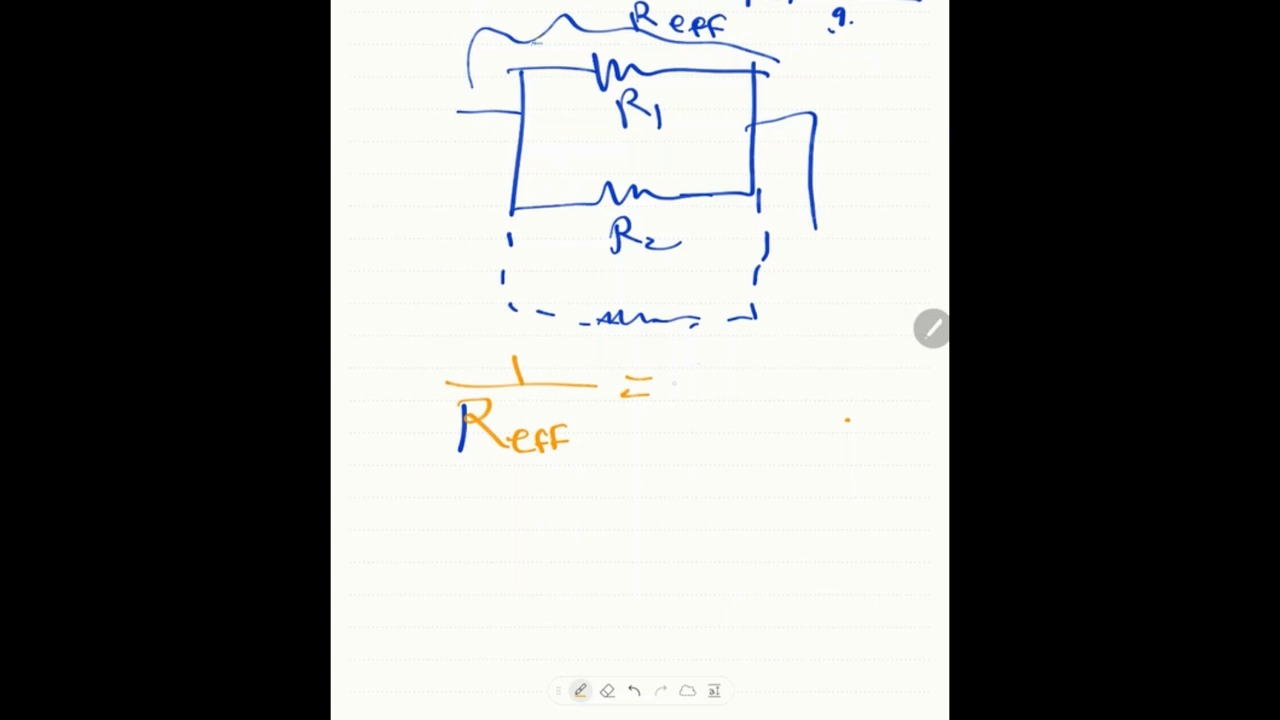 9.
Reff
R1
R2
1
=
Reff